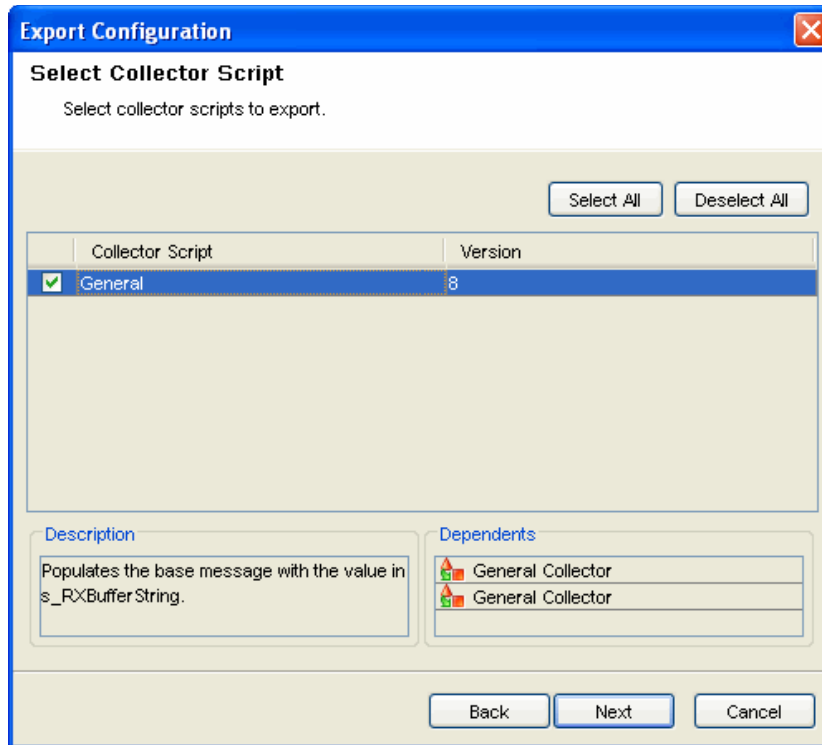 Export Configuration
Select Collector Script
Select collector scripts to export.
Select All Deselect All
Collector Script Version
General 8
Description
Populates the base message with the value in
s_RXBufferString.
Dependents
General Collector
General Collector
Back Next Cancel